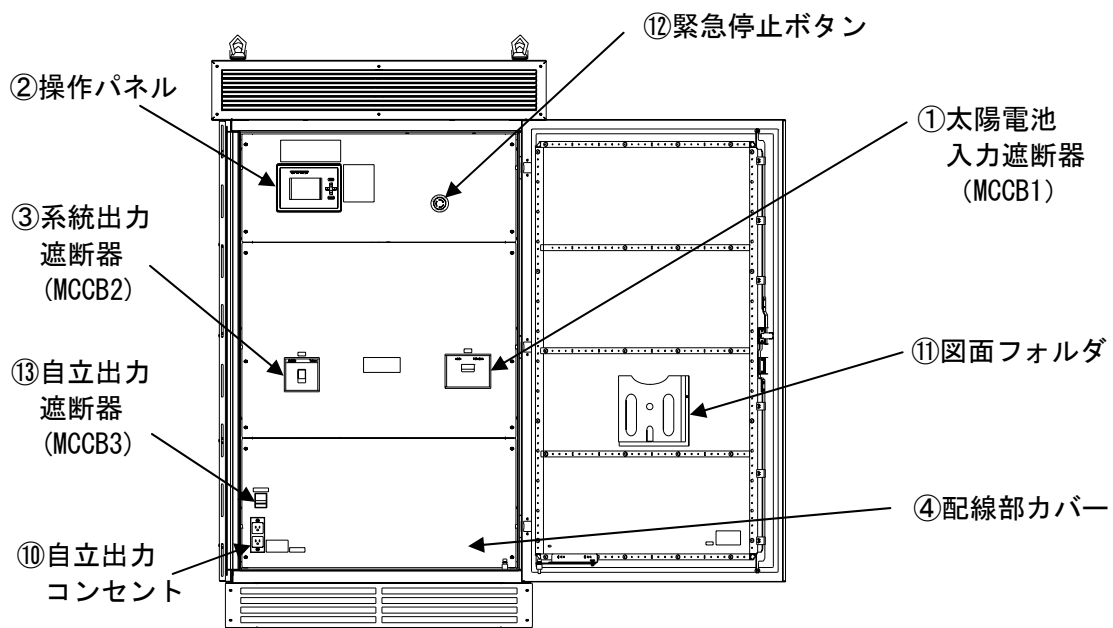 ⑫緊急停止ボタン
②操作パネル
①太陽電池
入力遮断器
(MCCB1)
③系統出力
遮断器
(MCCB2)
⑪図面フォルダ
⑬自立出力
遮断器
(MCCB3)
④配線部カバー
⑩自立出力
コンセント